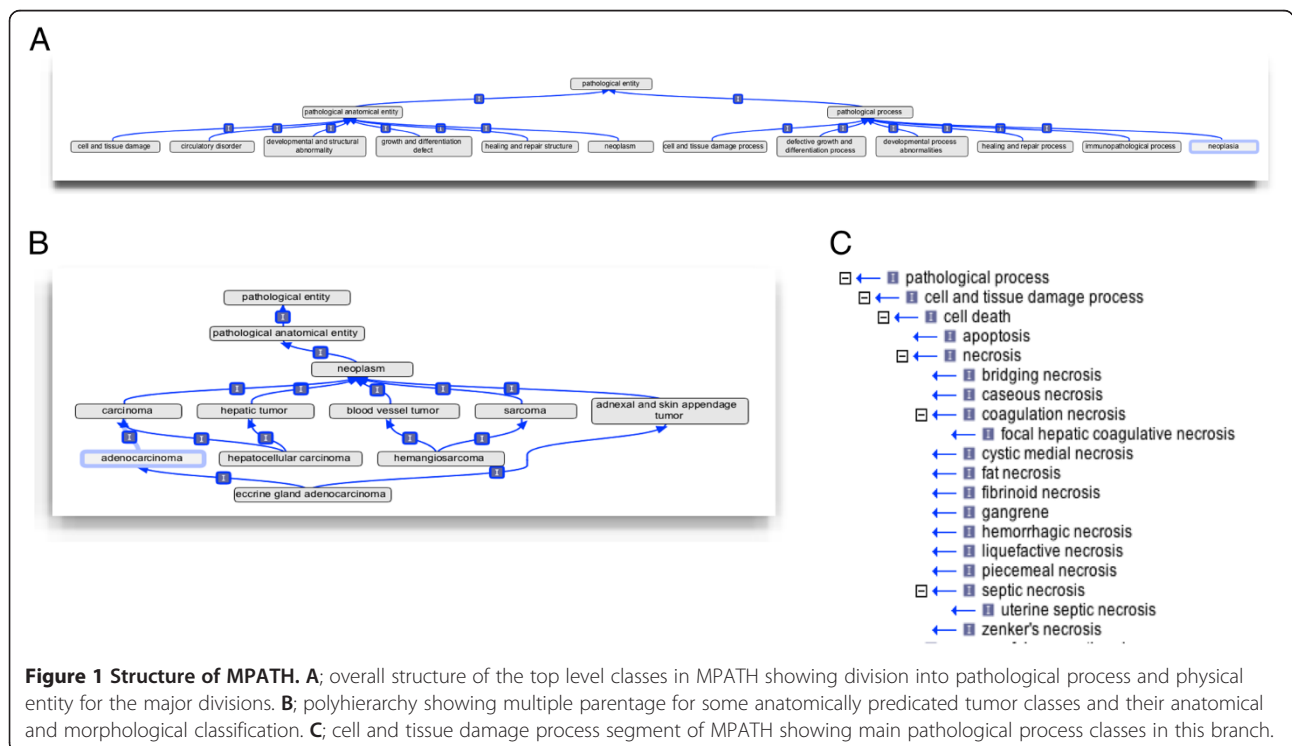 A
pathological entity
pathological anatomical entity
pathological process
cell and tissue damage
circulatory disorder
developmental and structural
abnormality
growth and differentiation
defect
healing and repair structure
neoplasm
cell and tissue damage process
defective growth and
differentiation process
developmental process
abnormalities
healing and repair process
immunopathological process
neoplasia
B
pathological entity
pathological anatomical entity
neoplasm
carcinoma
hepatic tumor
blood vessel tumor
sarcoma
adnexal and skin appendage
tumor
adenocarcinoma
hepatocellular carcinoma
hemangiosarcoma
eccrine gland adenocarcinoma
C
pathological process
cell and tissue damage process
cell death
apoptosis
necrosis
bridging necrosis
caseous necrosis
coagulation necrosis
focal hepatic coagulative necrosis
cystic medial necrosis
fat necrosis
fibrinoid necrosis
gangrene
hemorrhagic necrosis
liquefactive necrosis
piecemeal necrosis
septic necrosis
uterine septic necrosis
zenker's necrosis
Figure 1 Structure of MPATH. A; overall structure of the top level classes in MPATH showing division into pathological process and physical
entity for the major divisions. B; polyhierarchy showing multiple parentage for some anatomically predicated tumor classes and their anatomical
and morphological classification. C; cell and tissue damage process segment of MPATH showing main pathological process classes in this branch.